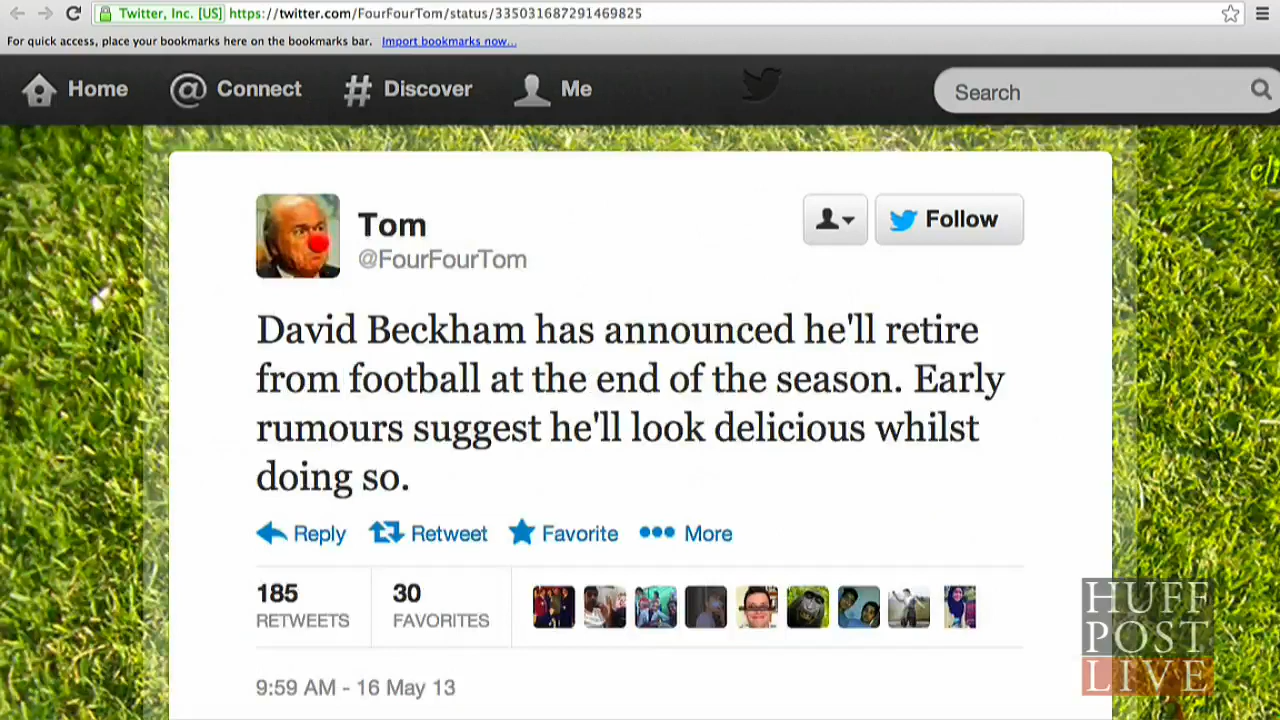 Twitter, Inc. [US] https://twitter.com/FourFourTom/status/335031687291469825
For quick access, place your bookmarks here on the bookmarks bar. Import bookmarks now...
Home Connect Discover Me Search
Tom
@FourFourTom
Follow
David Beckham has announced he'll retire
from football at the end of the season. Early
rumours suggest he'll look delicious whilst
doing so.
Reply Retweet Favorite More
185 RETWEETS
30 FAVORITES
9:59 AM - 16 May 13
HUFF
POST
LIVE